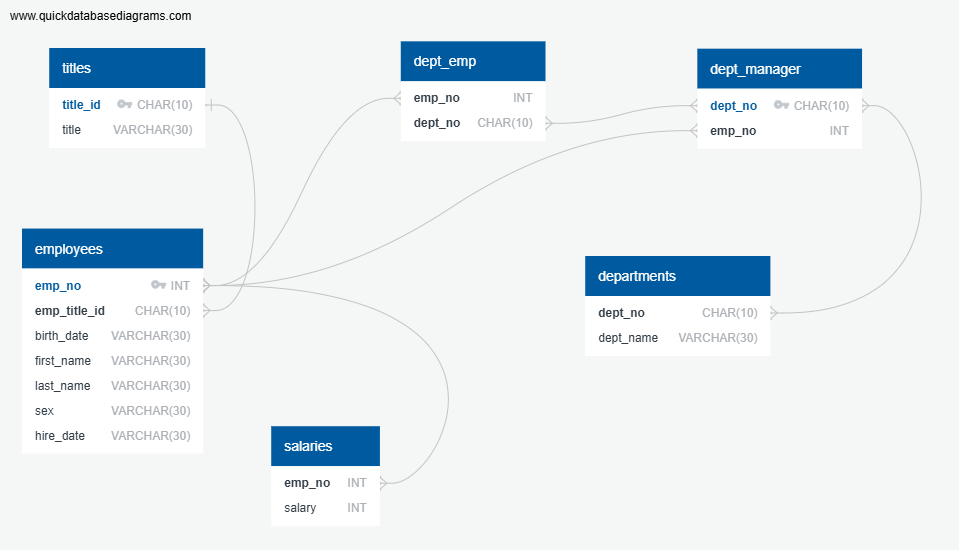 www.quickdatabasediagrams.com
titles
title_id CHAR(10)
title VARCHAR(30)
dept_emp
emp_no INT
dept_no CHAR(10)
dept_manager
dept_no CHAR(10)
emp_no INT
employees
emp_no INT
emp_title_id CHAR(10)
birth_date VARCHAR(30)
first_name VARCHAR(30)
last_name VARCHAR(30)
sex VARCHAR(30)
hire_date VARCHAR(30)
departments
dept_no CHAR(10)
dept_name VARCHAR(30)
salaries
emp_no INT
salary INT